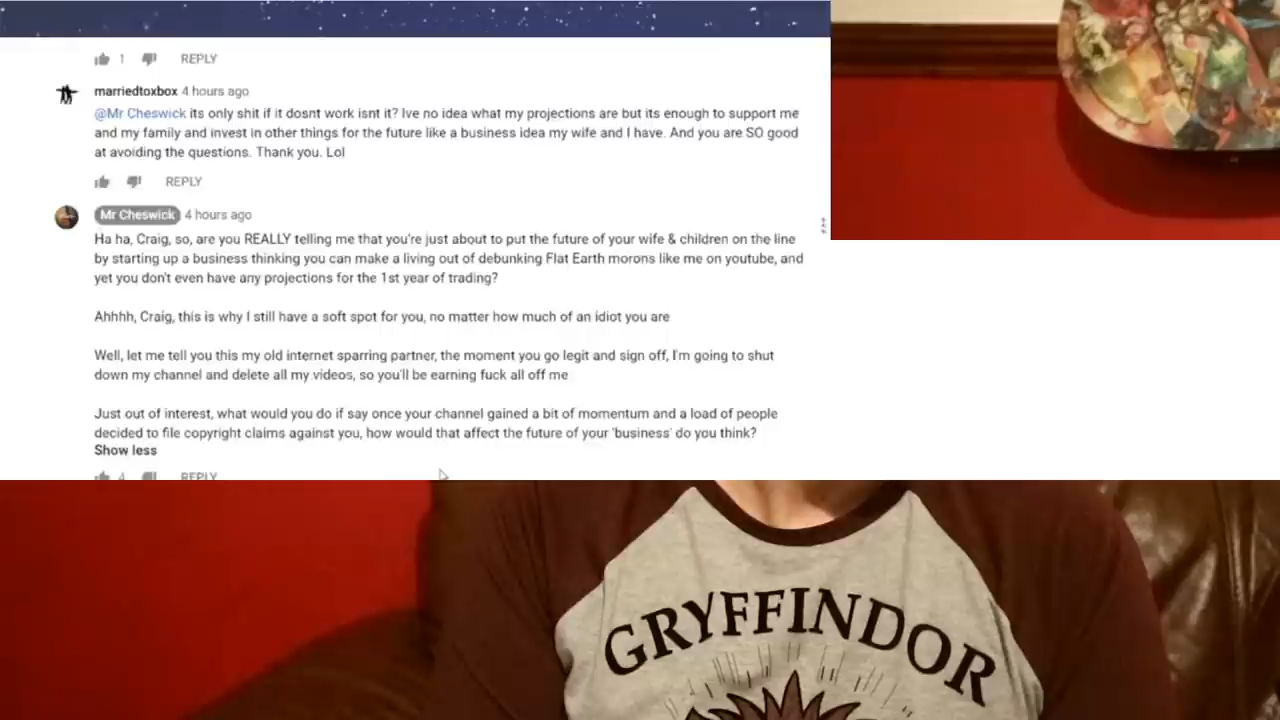 1 REPLY
marriedtoxbox 4 hours ago
@Mr Cheswick its only shit if it dosnt work isnt it? Ive no idea what my projections are but its enough to support me
and my family and invest in other things for the future like a business idea my wife and I have. And you are SO good
at avoiding the questions. Thank you. Lol
REPLY
Mr Cheswick 4 hours ago
Ha ha, Craig, so, are you REALLY telling me that you're just about to put the future of your wife & children on the line
by starting up a business thinking you can make a living out of debunking Flat Earth morons like me on youtube, and
yet you don't even have any projections for the 1st year of trading?
Ahhhh, Craig, this is why I still have a soft spot for you, no matter how much of an idiot you are
Well, let me tell you this my old internet sparring partner, the moment you go legit and sign off, I'm going to shut
down my channel and delete all my videos, so you'll be earning fuck all off me
Just out of interest, what would you do if say once your channel gained a bit of momentum and a load of people
decided to file copyright claims against you, how would that affect the future of your 'business' do you think?
Show less
4 REPLY
GRYFFINDOR